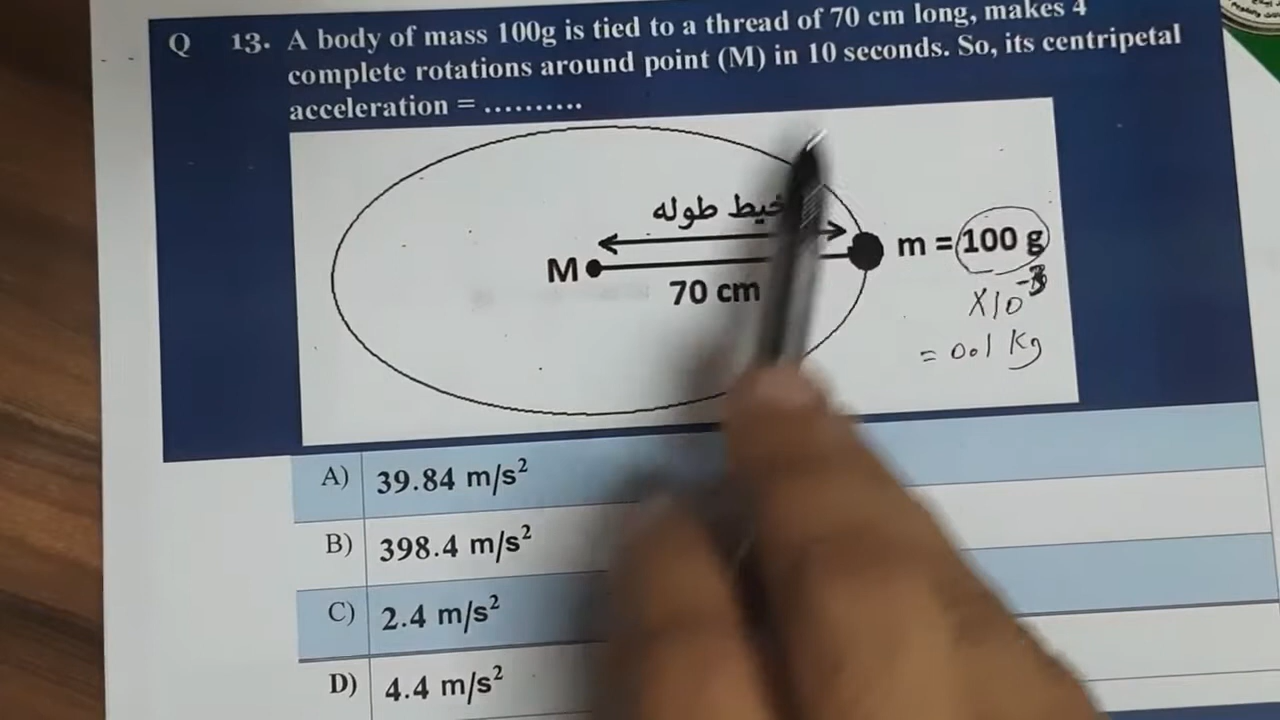 Q 13. A body of mass 100g is tied to a thread of 70 cm long, makes 4
complete rotations around point (M) in 10 seconds. So, its centripetal
acceleration = ..........
خيط طوله
M
70 cm
m = 100 g
X10⁻³
= 0.1 Kg
A) 39.84 m/s²
B) 398.4 m/s²
C) 2.4 m/s²
D) 4.4 m/s²